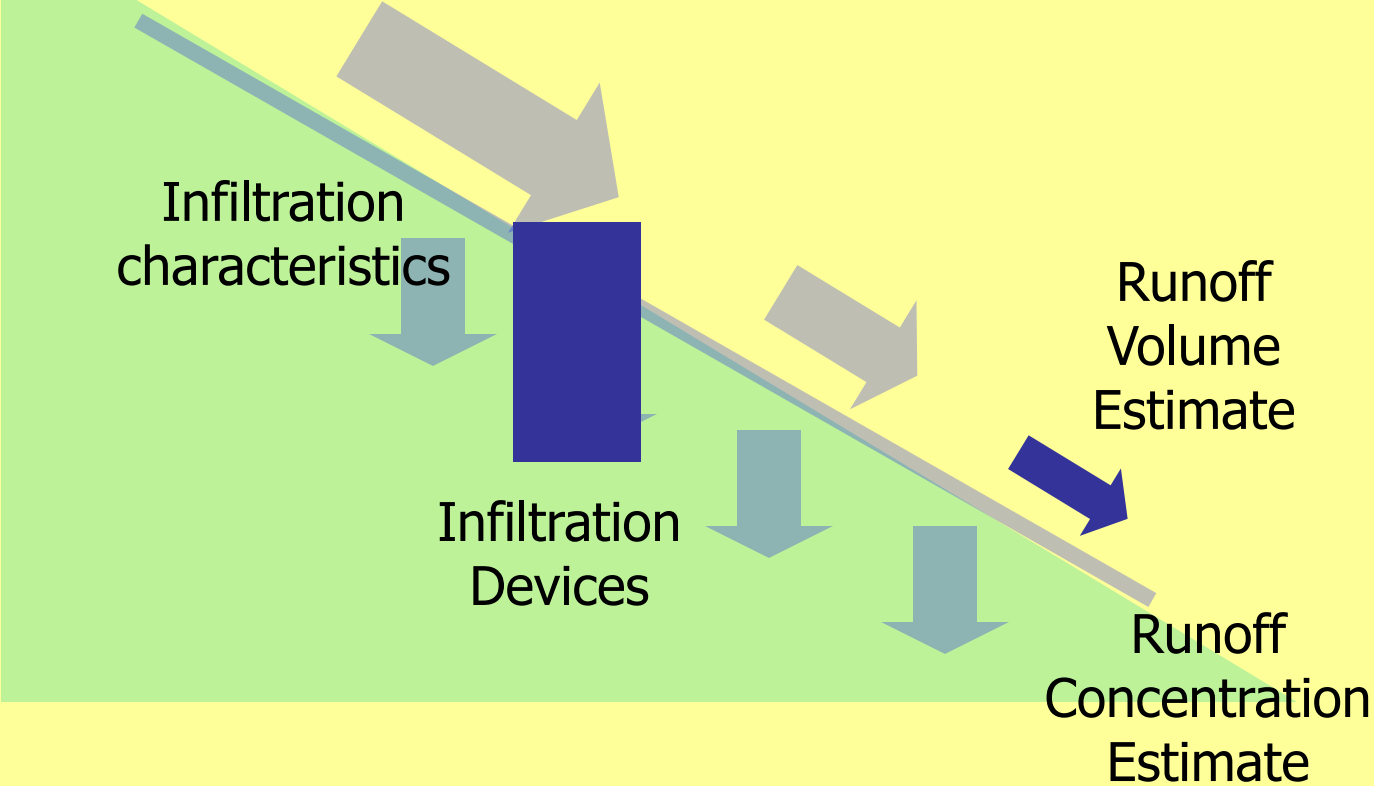 Infiltration
characteristics
Runoff
Volume
Estimate
Infiltration
Devices
Runoff
Concentration
Estimate